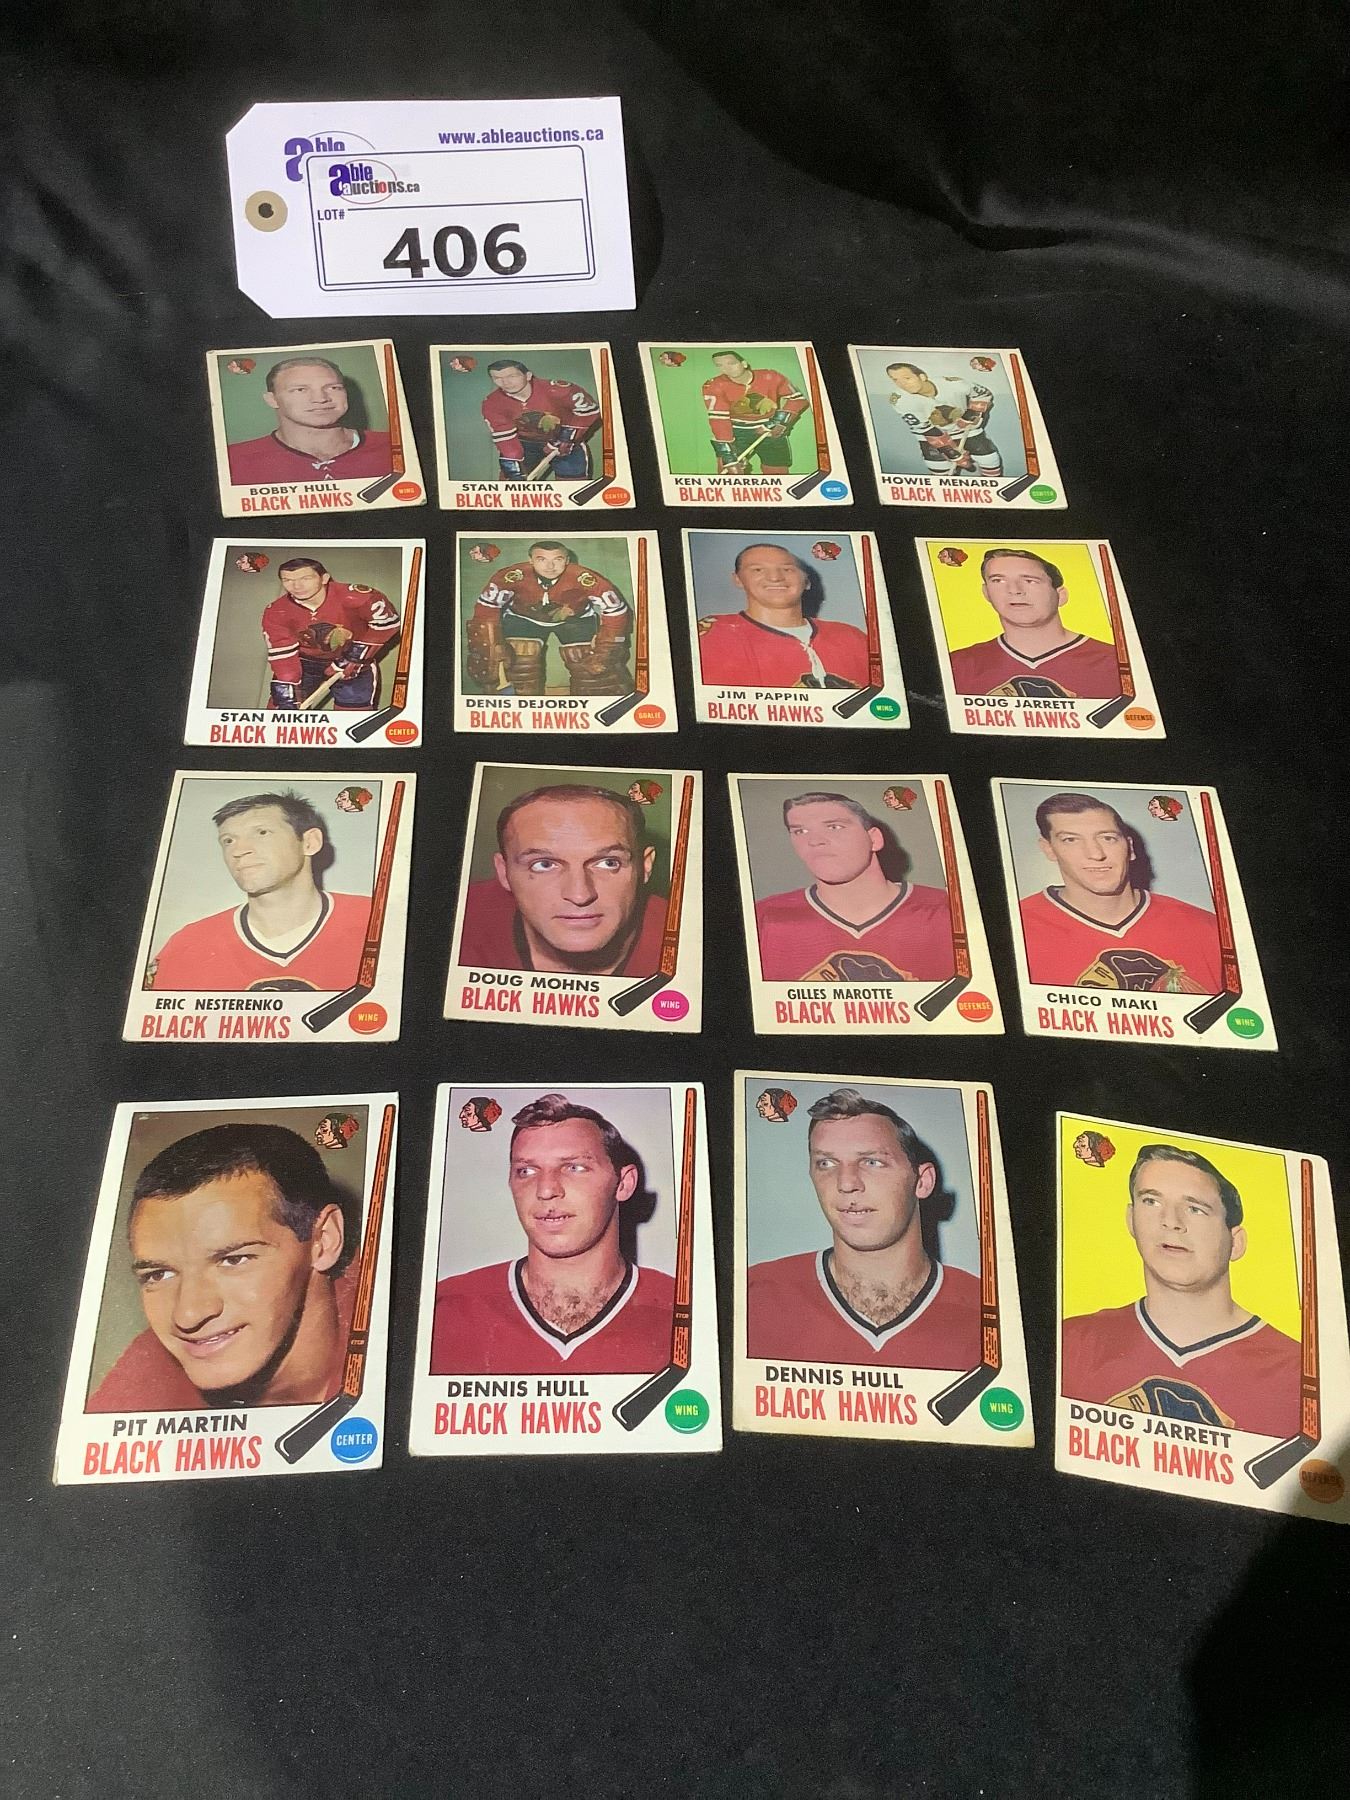 www.ableauctions.ca
able
able
auctions.ca
LOT#
406
BOBBY HULL
BLACK HAWKS
WING
STAN MIKITA
BLACK HAWKS
CENTER
KEN WHARRAM
BLACK HAWKS
WING
HOWIE MENARD
BLACK HAWKS
CENTER
STAN MIKITA
BLACK HAWKS
CENTER
30
30
DENIS DEJORDY
BLACK HAWKS
GOALIE
JIM PAPPIN
BLACK HAWKS
WING
DOUG JARRETT
BLACK HAWKS
DEFENSE
ERIC NESTERENKO
BLACK HAWKS
WING
DOUG MOHNS
BLACK HAWKS
WING
GILLES MAROTTE
BLACK HAWKS
DEFENSE
CHICO MAKI
BLACK HAWKS
WING
PIT MARTIN
BLACK HAWKS
CENTER
DENNIS HULL
BLACK HAWKS
WING
DENNIS HULL
BLACK HAWKS
WING
DOUG JARRETT
BLACK HAWKS
DEFENSE